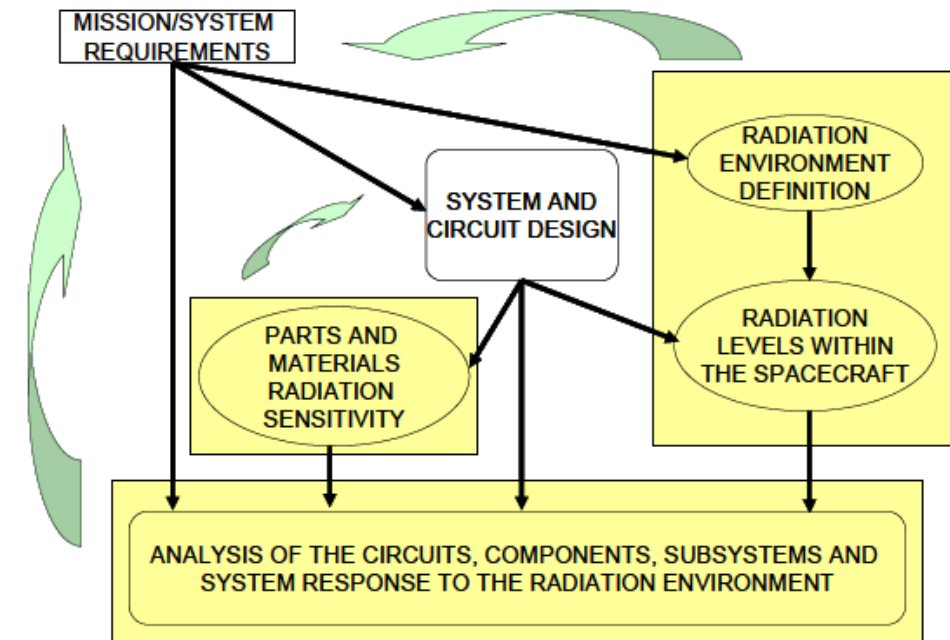 MISSION/SYSTEM
REQUIREMENTS
RADIATION
ENVIRONMENT
DEFINITION
SYSTEM AND
CIRCUIT DESIGN
RADIATION
LEVELS WITHIN
THE SPACECRAFT
PARTS AND
MATERIALS
RADIATION
SENSITIVITY
ANALYSIS OF THE CIRCUITS, COMPONENTS, SUBSYSTEMS AND
SYSTEM RESPONSE TO THE RADIATION ENVIRONMENT